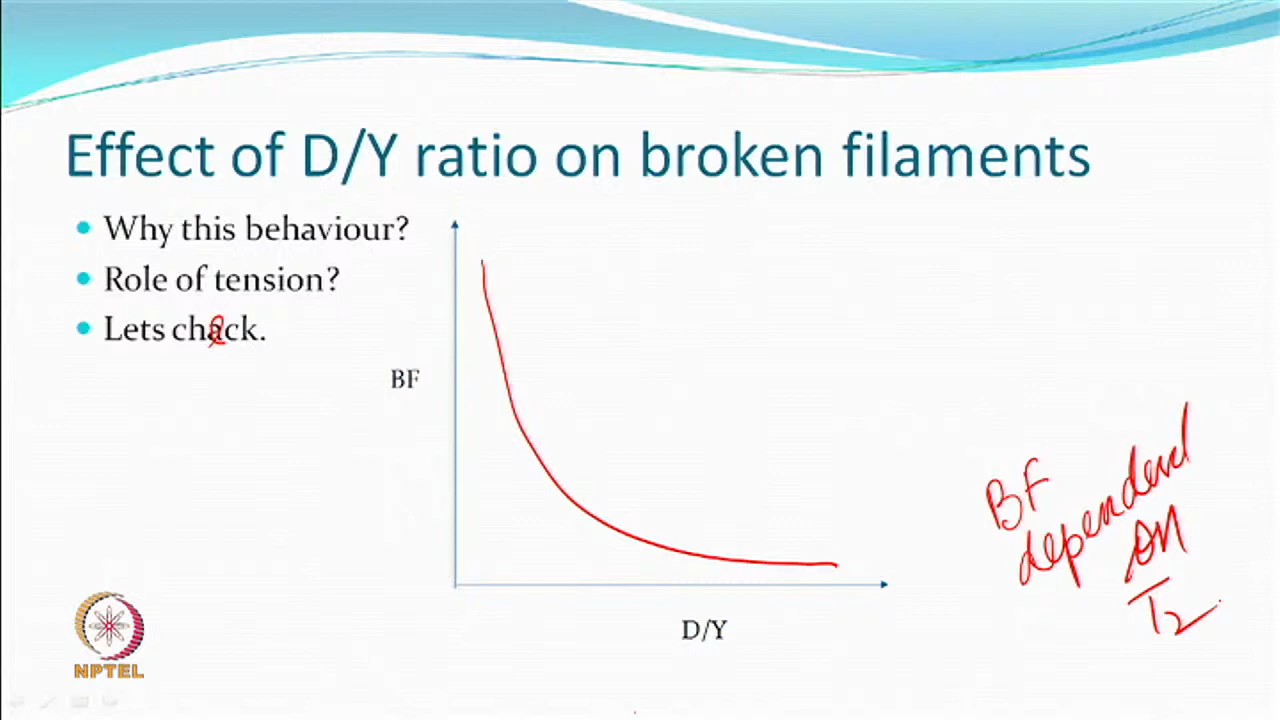 Effect of D/Y ratio on broken filaments
Why this behaviour?
Role of tension?
Lets check.
BF
D/Y
BF
dependent
on
T2
NPTEL